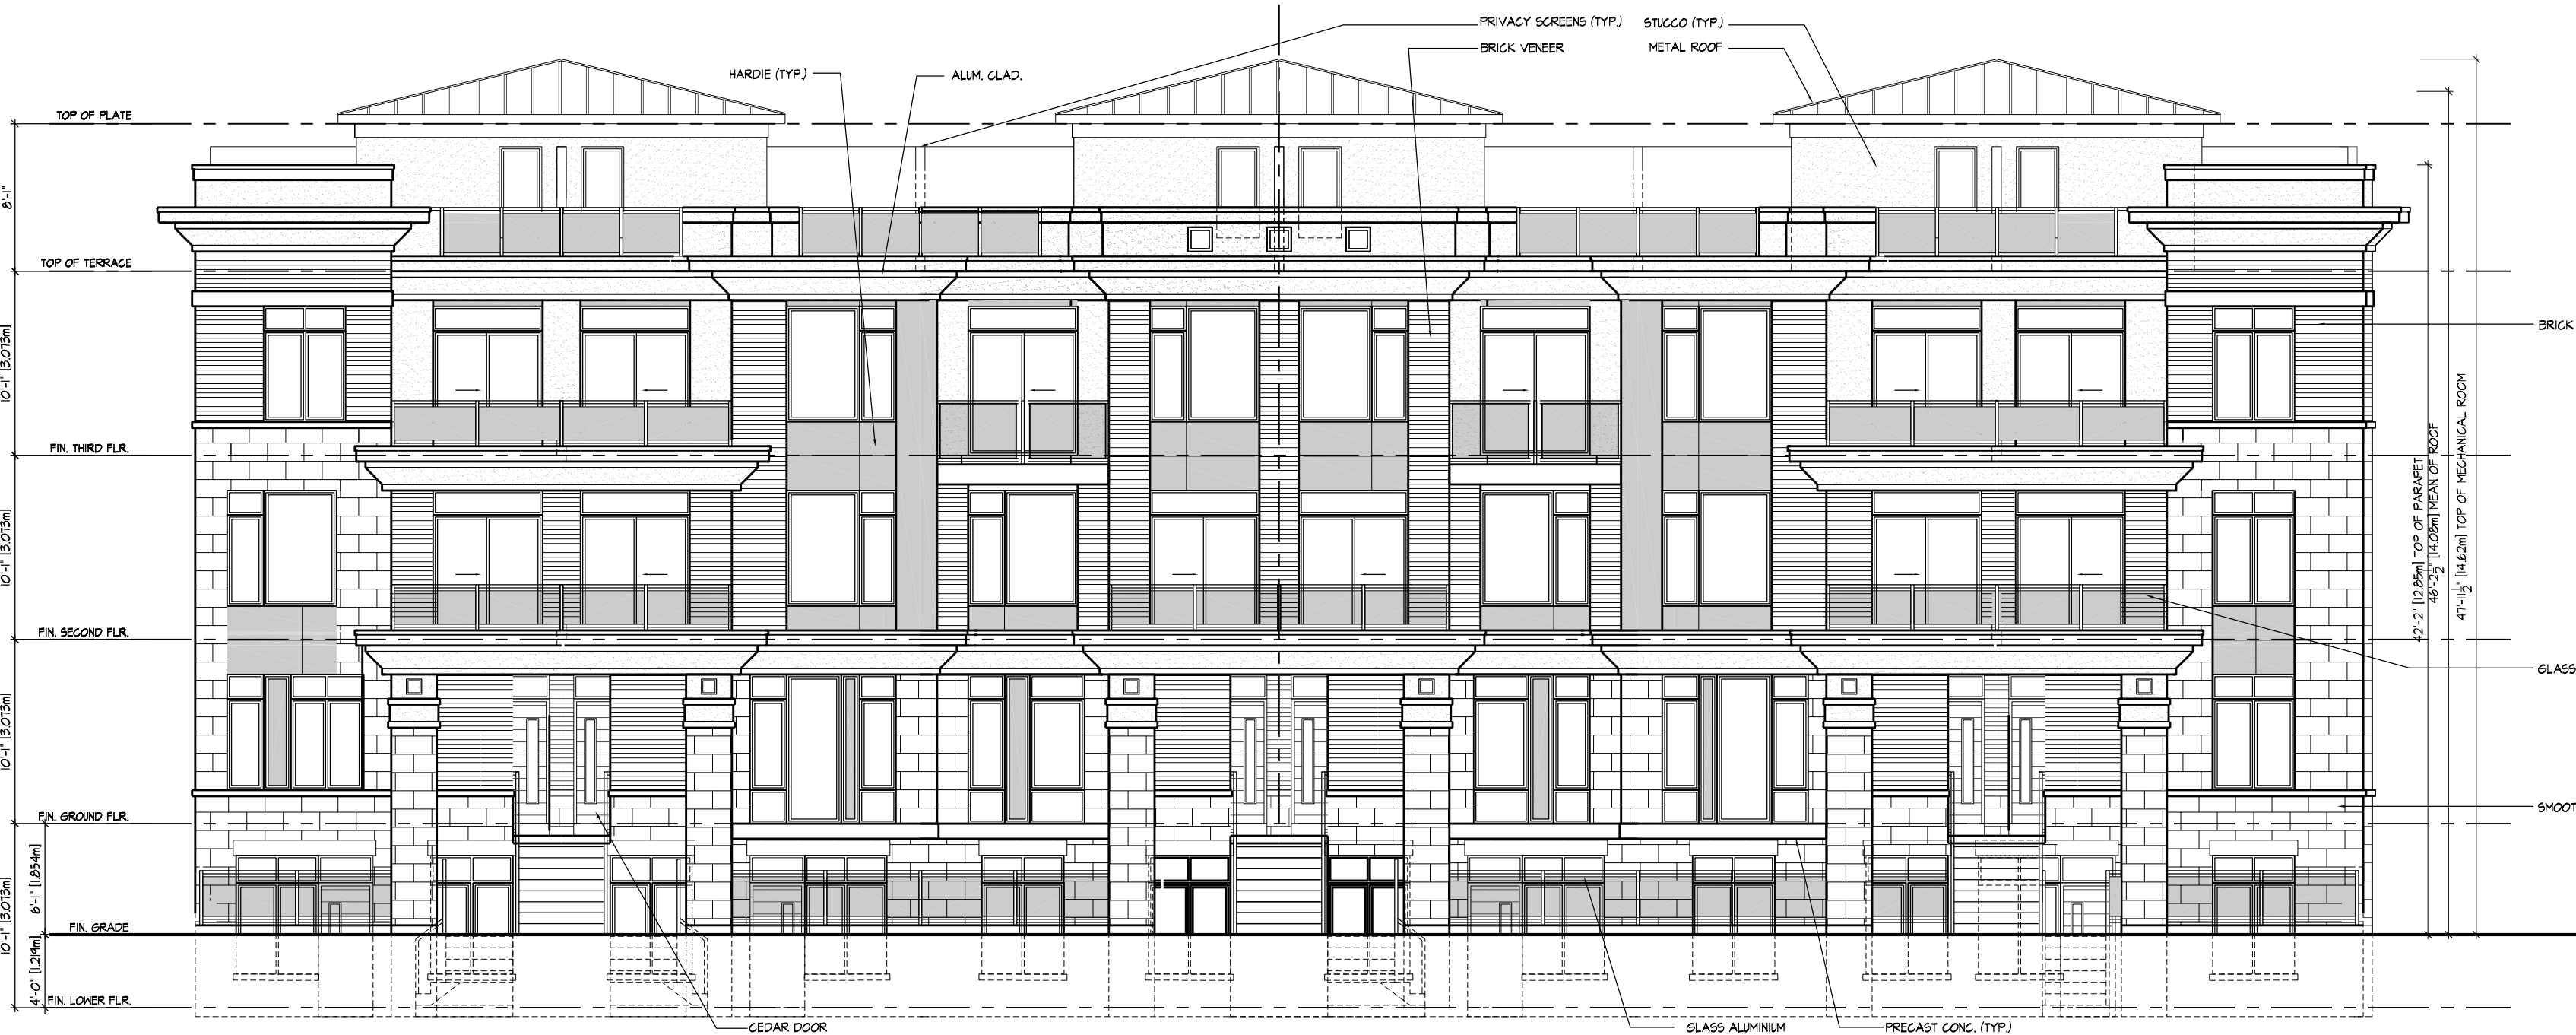 PRIVACY SCREENS (TYP.)
STUCCO (TYP.)
BRICK VENEER
METAL ROOF
HARDIE (TYP.)
ALUM. CLAD.
TOP OF PLATE
8'-1"
TOP OF TERRACE
10'-1" [3.073m]
BRICK
FIN. THIRD FLR.
10'-1" [3.073m]
42'-2" [12.85m] TOP OF PARAPET
46'-2 1/2" [14.08m] MEAN OF ROOF
47'-11 1/2" [14.62m] TOP OF MECHANICAL ROOM
FIN. SECOND FLR.
GLASS
10'-1" [3.073m]
FIN. GROUND FLR.
SMOOT
6'-1" [1.854m]
10'-1" [3.073m]
FIN. GRADE
4'-0" [1.219m]
FIN. LOWER FLR.
CEDAR DOOR
GLASS ALUMINIUM
PRECAST CONC. (TYP.)